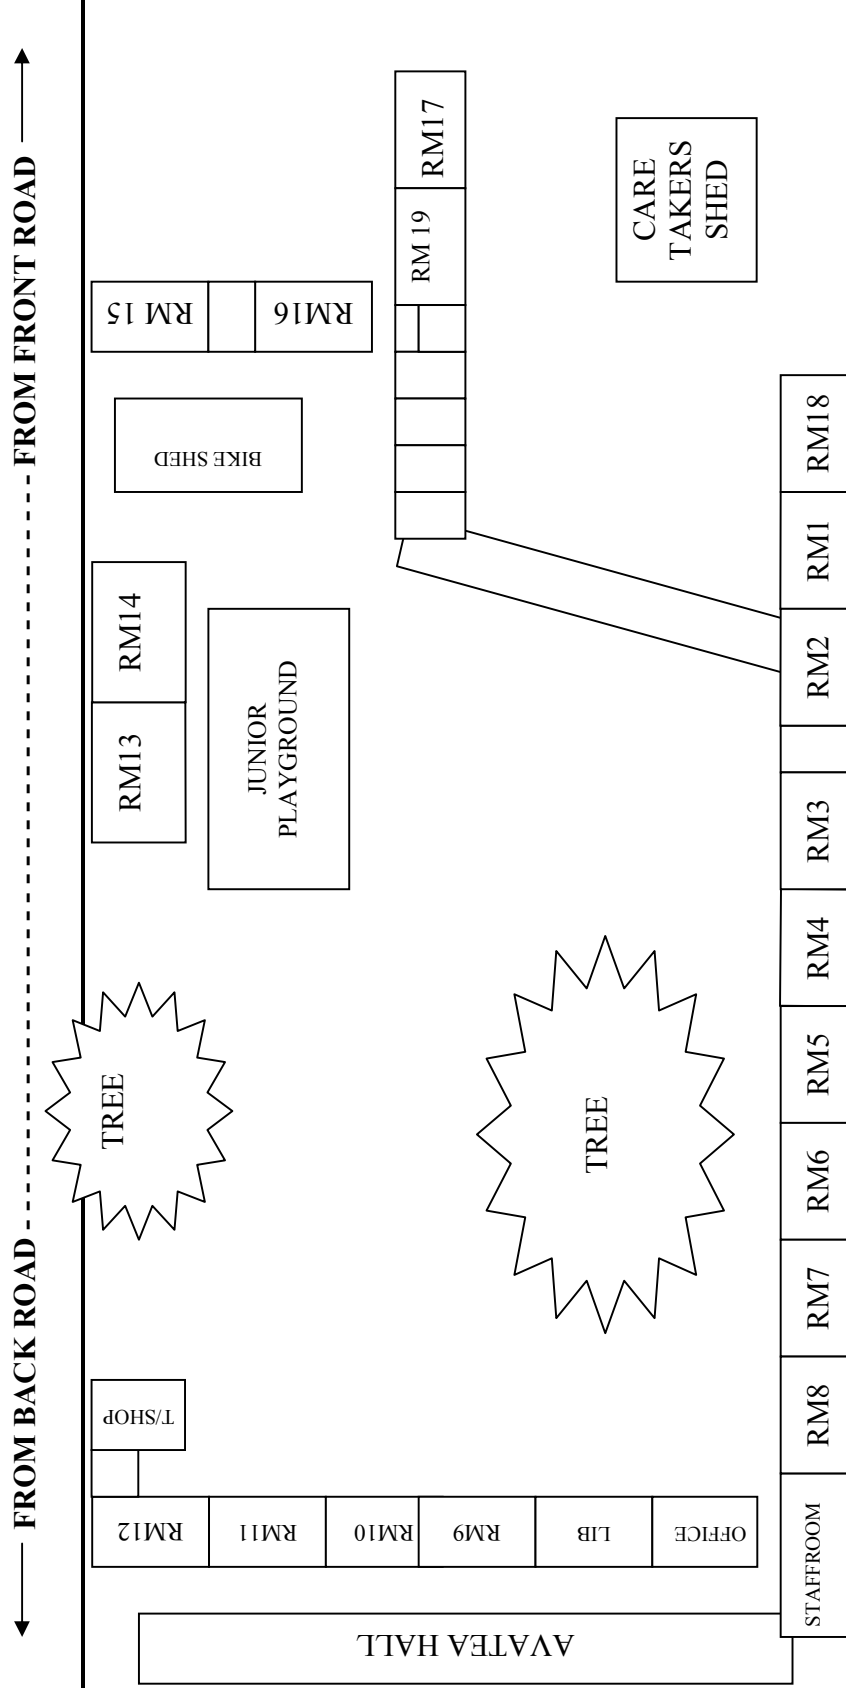 FROM BACK ROAD
FROM FRONT ROAD
RM 15
RM16
RM17
RM 19
CARE
TAKERS
SHED
BIKE SHED
RM14
RM13
JUNIOR
PLAYGROUND
TREE
TREE
T/SHOP
RM12
RM11
RM10
RM9
LIB
OFFICE
AVATEA HALL
RM18
RM1
RM2
RM3
RM4
RM5
RM6
RM7
RM8
STAFFROOM